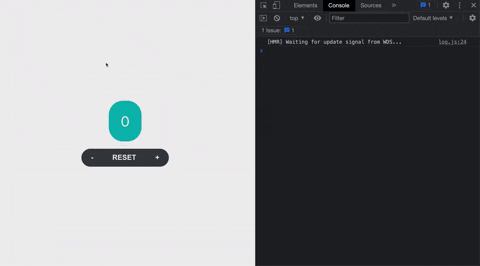 Elements Console Sources » 1
top Filter Default levels
1 Issue: 1
[HMR] Waiting for update signal from WDS... log.js:24
0
- RESET +